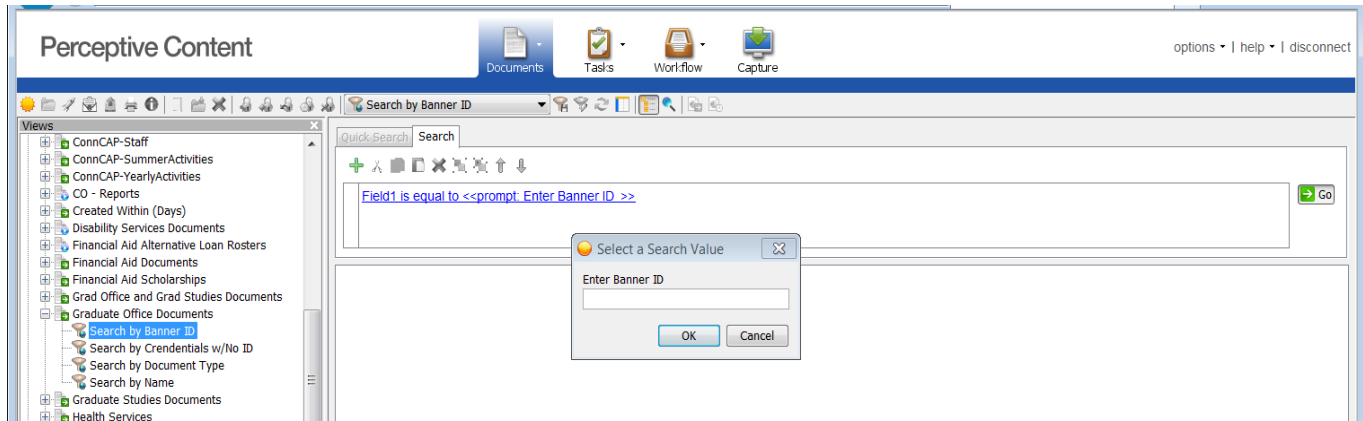 Perceptive Content
Documents
Tasks
Workflow
Capture
options | help | disconnect
Search by Banner ID
Views
ConnCAP-Staff
ConnCAP-SummerActivities
ConnCAP-YearlyActivities
CO - Reports
Created Within (Days)
Disability Services Documents
Financial Aid Alternative Loan Rosters
Financial Aid Documents
Financial Aid Scholarships
Grad Office and Grad Studies Documents
Graduate Office Documents
Search by Banner ID
Search by Crendentials w/No ID
Search by Document Type
Search by Name
Graduate Studies Documents
Health Services
Quick Search Search
Field1 is equal to <<prompt: Enter Banner ID >>
Go
Select a Search Value
Enter Banner ID
OK Cancel